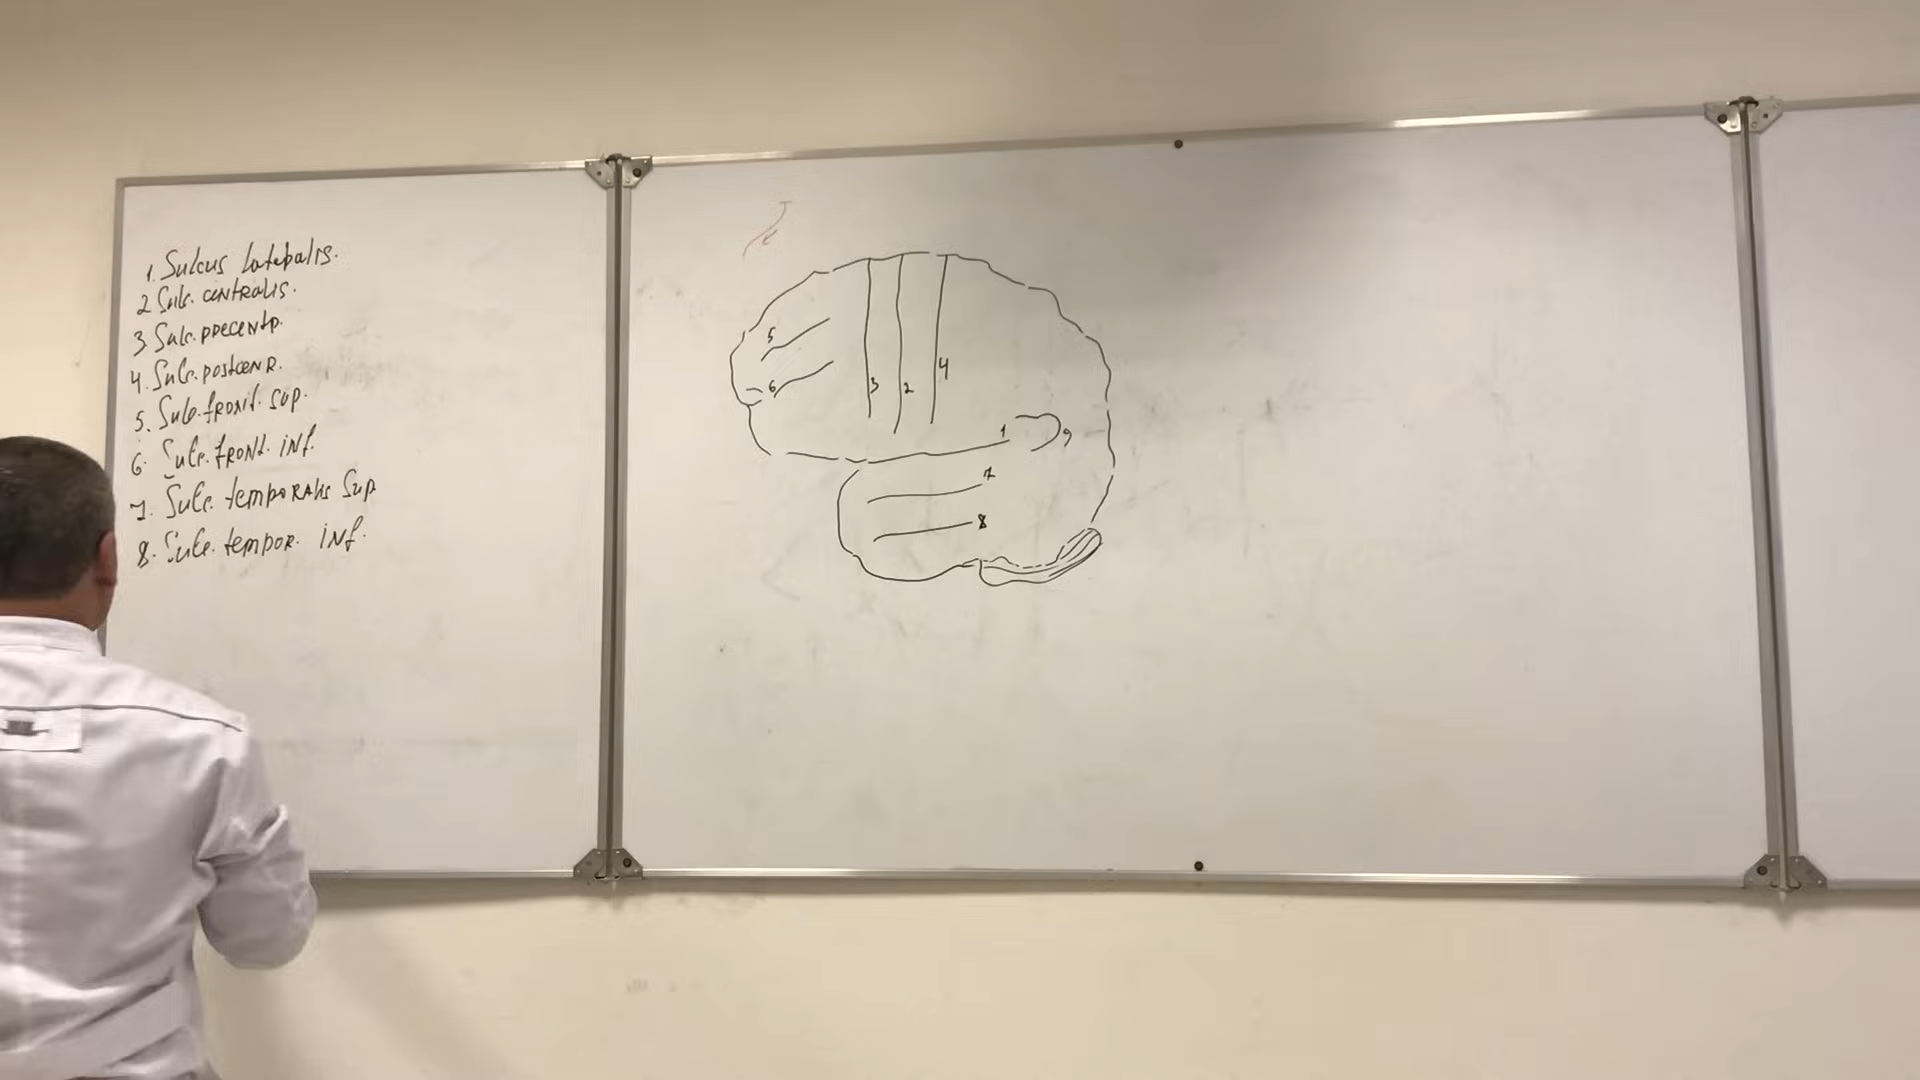 1. Sulcus lateralis.
2 Sulc. centralis.
3 Sulc. precentr.
4. Sulc. postcenr.
5. Sulc. front. sup.
6. Sulc. front. inf.
7. Sulc. temporalis sup
8. Sulc. tempor. inf.
5
6
3
2
4
1
9
7
8